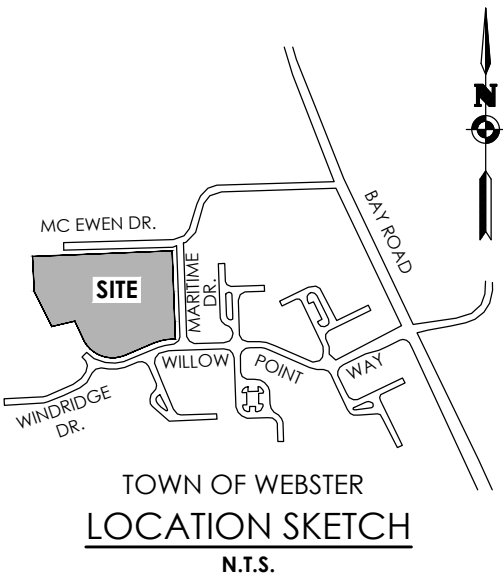 N
BAY ROAD
MC EWEN DR.
SITE
MARITIME
DR.
WILLOW POINT WAY
WINDRIDGE
DR.
TOWN OF WEBSTER
LOCATION SKETCH
N.T.S.